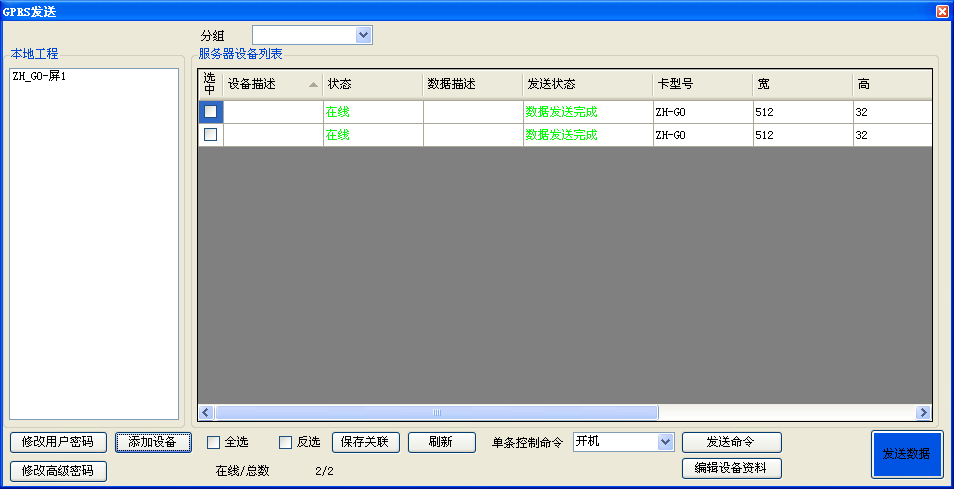 GPRS发送
分组
本地工程
服务器设备列表
ZH_G0-屏1
选中 设备描述 状态 数据描述 发送状态 卡型号 宽 高
在线 数据发送完成 ZH-G0 512 32
在线 数据发送完成 ZH-G0 512 32
修改用户密码 添加设备 全选 反选 保存关联 刷新 单条控制命令 开机 发送命令 发送数据
修改高级密码 在线/总数 2/2 编辑设备资料